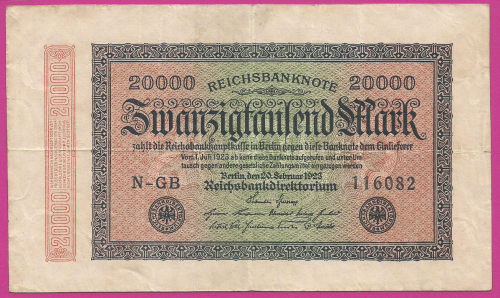 20000 REICHSBANKNOTE 20000
Zwanzigtausend Mark
zahlt die Reichsbankhauptkasse in Berlin gegen diese Banknote dem Einlieferer
Vom 1. Juli 1923 ab kann diese Banknote aufgerufen und unter Um
tausch gegen andere gesetzliche Zahlungsmittel eingezogen werden
Berlin, den 20. Februar 1923
N-GB Reichsbankdirektorium 116082
20000
20000